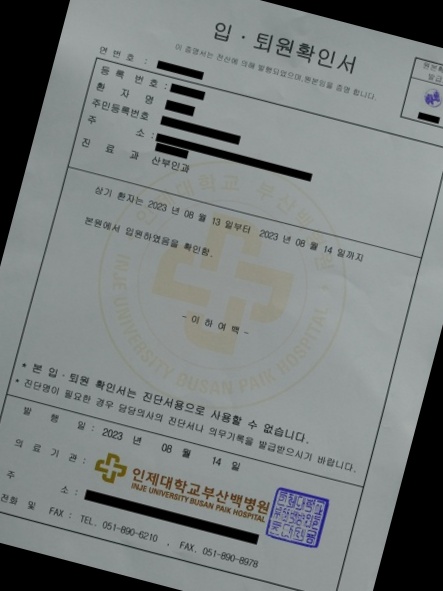 입 · 퇴원확인서
이 증명서는 전산에 의해 발행되었으며, 원본임을 증명 합니다.
원본확
발급
연 번 호 :
등 록 번 호 :
환 자 명
주민등록번호
주 소 :
진 료 과 산부인과
상기 환자는 2023 년 08 월 13 일부터 2023 년 08 월 14 일까지
본원에서 입원하였음을 확인함.
인제대학교 부산백병원
INJE UNIVERSITY BUSAN PAIK HOSPITAL
- 이 하 여 백 -
* 본 입 · 퇴원 확인서는 진단서용으로 사용할 수 없습니다.
* 진단명이 필요한 경우 담당의사의 진단서나 의무기록을 발급받으시기 바랍니다.
발 행 일 : 2023 년 08 월 14 일
의 료 기 관 : 인제대학교부산백병원
INJE UNIVERSITY BUSAN PAIK HOSPITAL
주 소 :
전화 및 FAX : TEL. 051-890-6210 , FAX. 051-890-8978